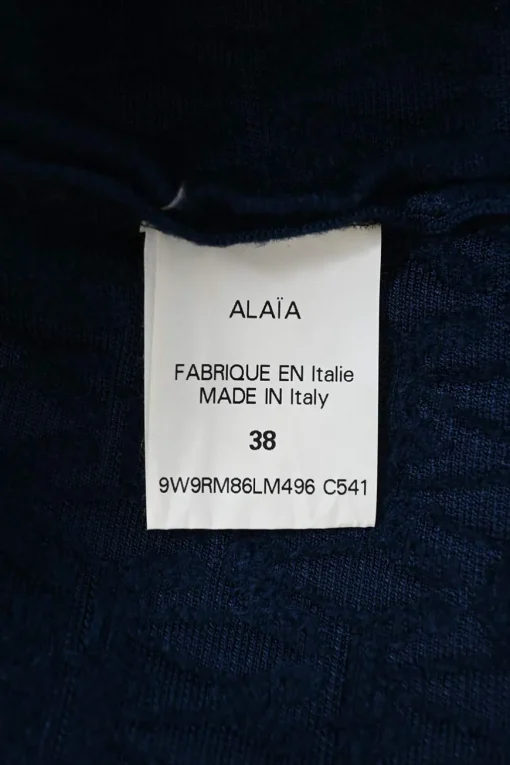 ALAÏA
FABRIQUE EN Italie
MADE IN Italy
38
9W9RM86LM496 C541